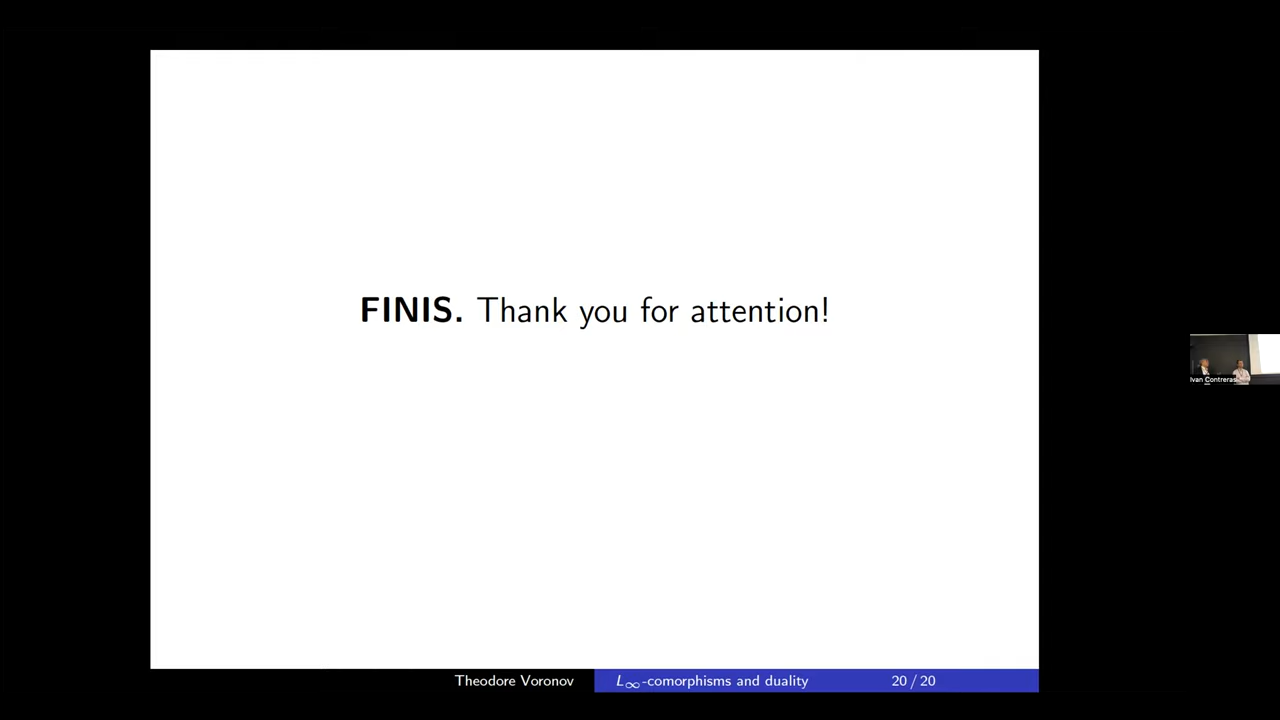 FINIS. Thank you for attention!
Ivan Contreras
Theodore Voronov L∞-comorphisms and duality 20 / 20